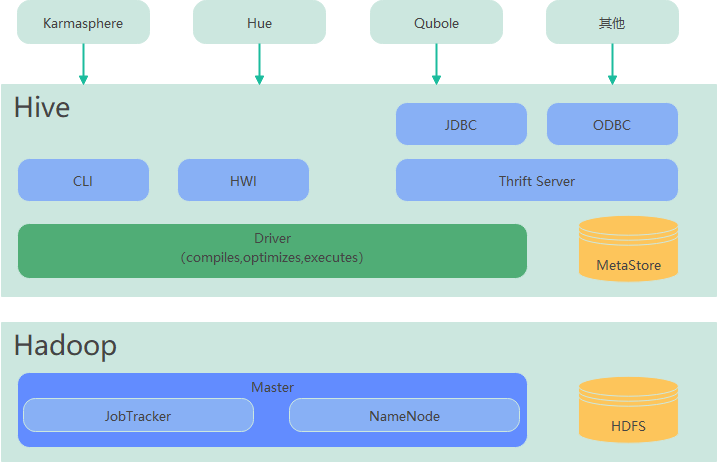 Karmasphere
Hue
Qubole
其他
Hive
JDBC
ODBC
CLI
HWI
Thrift Server
Driver
（compiles,optimizes,executes）
MetaStore
Hadoop
Master
JobTracker
NameNode
HDFS